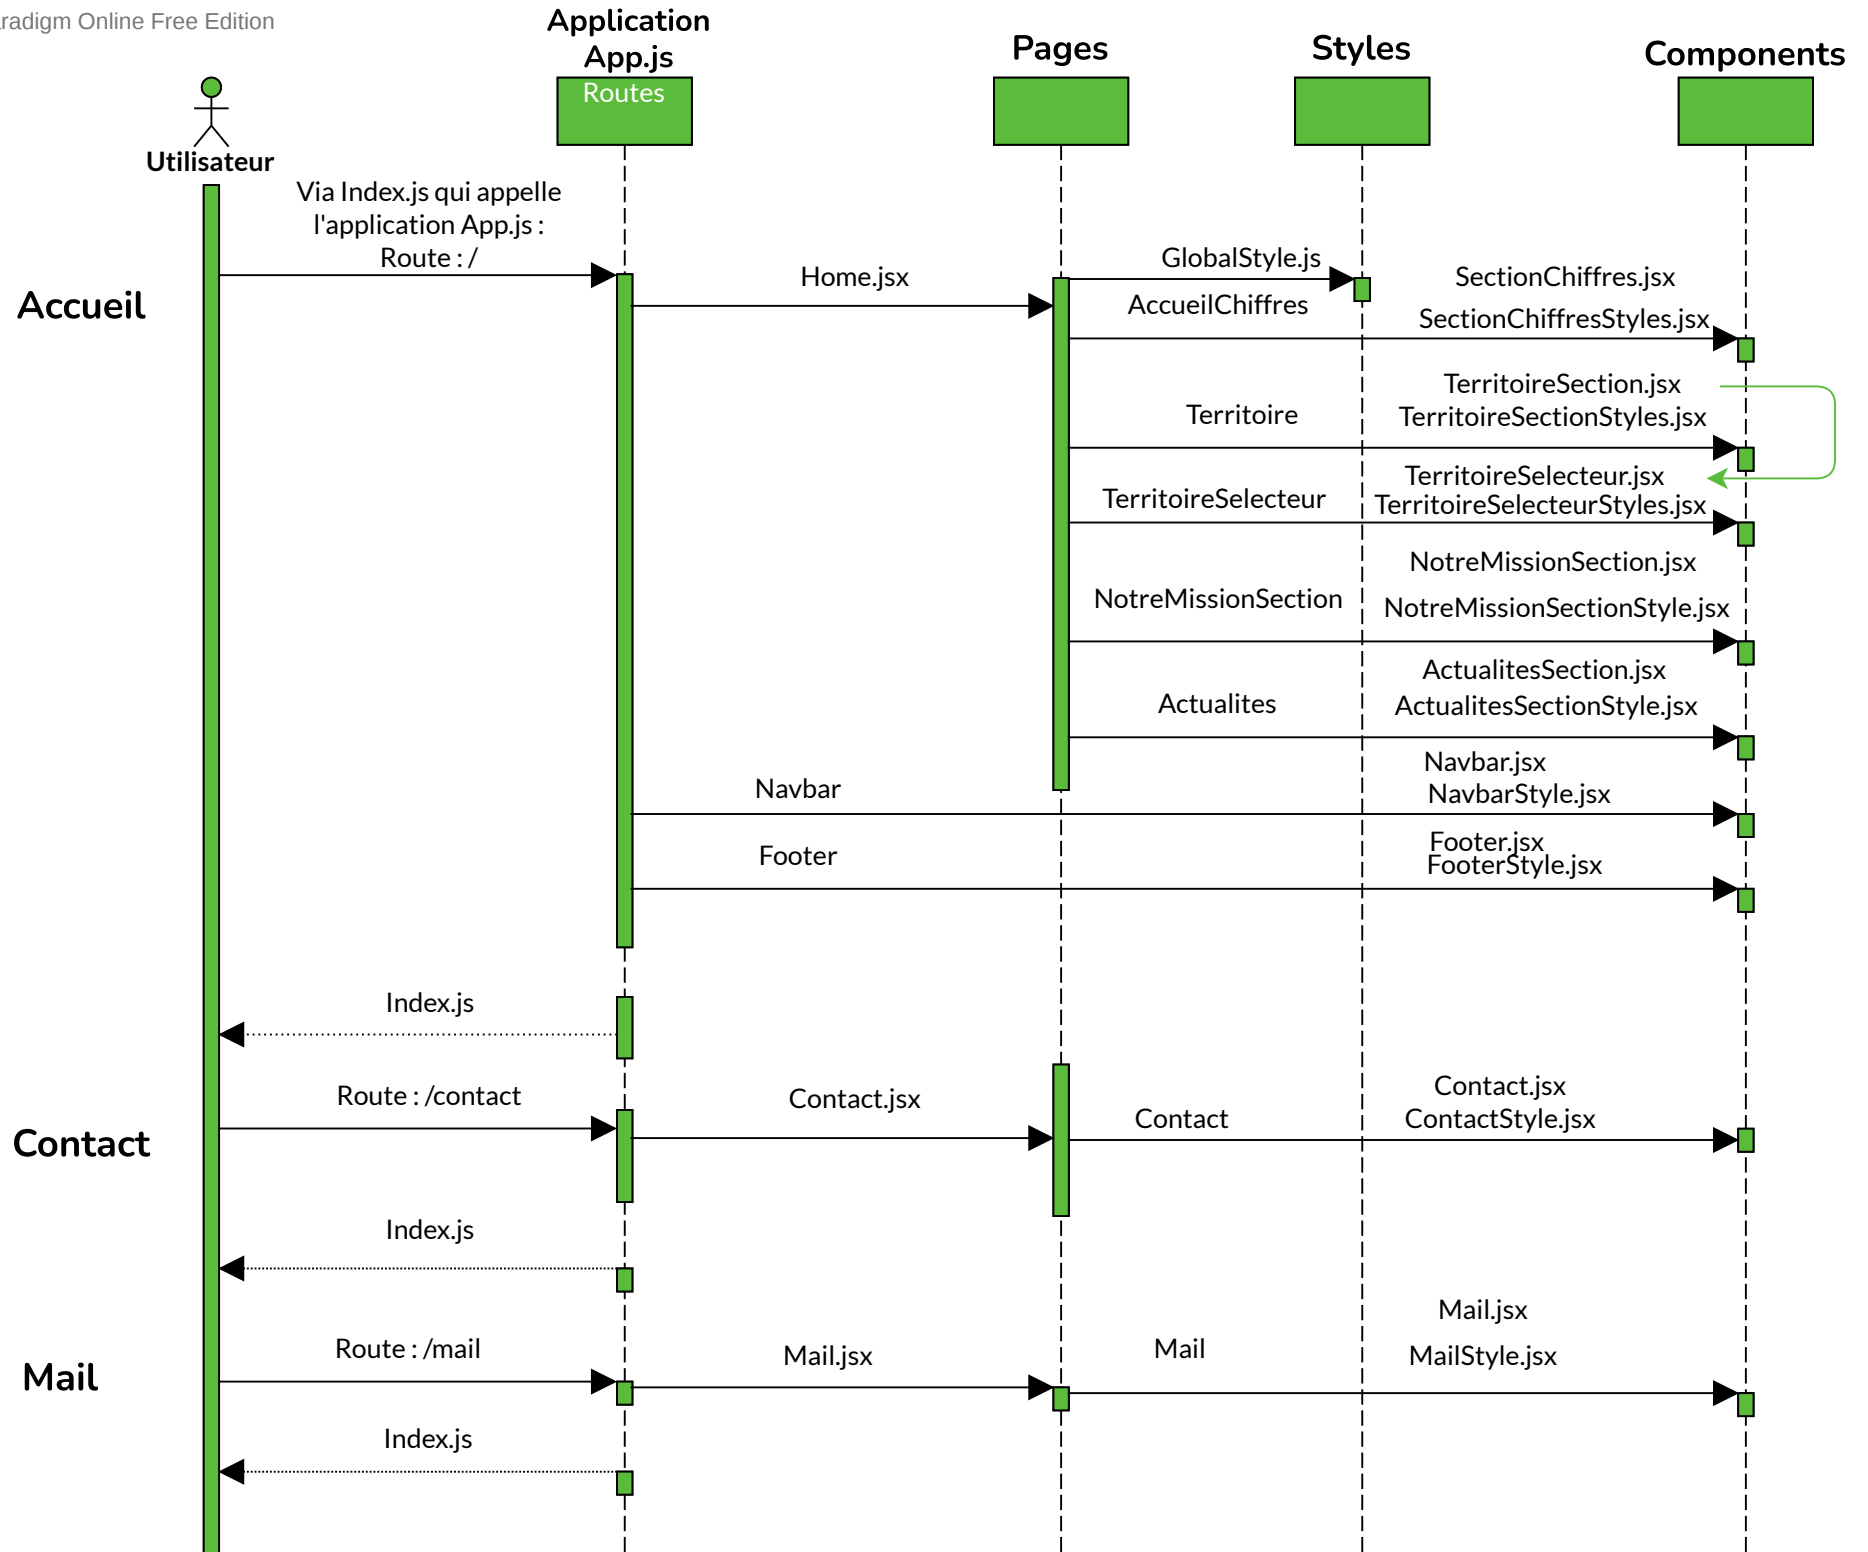 radigm Online Free Edition
Application
App.js
Pages
Styles
Components
Routes
Utilisateur
Via Index.js qui appelle
l'application App.js :
Route : /
Accueil
Home.jsx
GlobalStyle.js
AccueilChiffres
SectionChiffres.jsx
SectionChiffresStyles.jsx
Territoire
TerritoireSection.jsx
TerritoireSectionStyles.jsx
TerritoireSelecteur
TerritoireSelecteur.jsx
TerritoireSelecteurStyles.jsx
NotreMissionSection
NotreMissionSection.jsx
NotreMissionSectionStyle.jsx
Actualites
ActualitesSection.jsx
ActualitesSectionStyle.jsx
Navbar
Navbar.jsx
NavbarStyle.jsx
Footer
Footer.jsx
FooterStyle.jsx
Index.js
Contact
Route : /contact
Contact.jsx
Contact
Contact.jsx
ContactStyle.jsx
Index.js
Mail
Route : /mail
Mail.jsx
Mail
Mail.jsx
MailStyle.jsx
Index.js